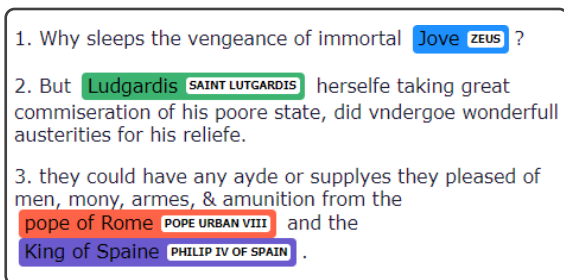 1. Why sleeps the vengeance of immortal Jove ZEUS ?
2. But Ludgardis SAINT LUTGARDIS herselfe taking great
commiseration of his poore state, did vndergoe wonderfull
austerities for his reliefe.
3. they could have any ayde or supplyes they pleased of
men, mony, armes, & amunition from the
pope of Rome POPE URBAN VIII and the
King of Spaine PHILIP IV OF SPAIN .